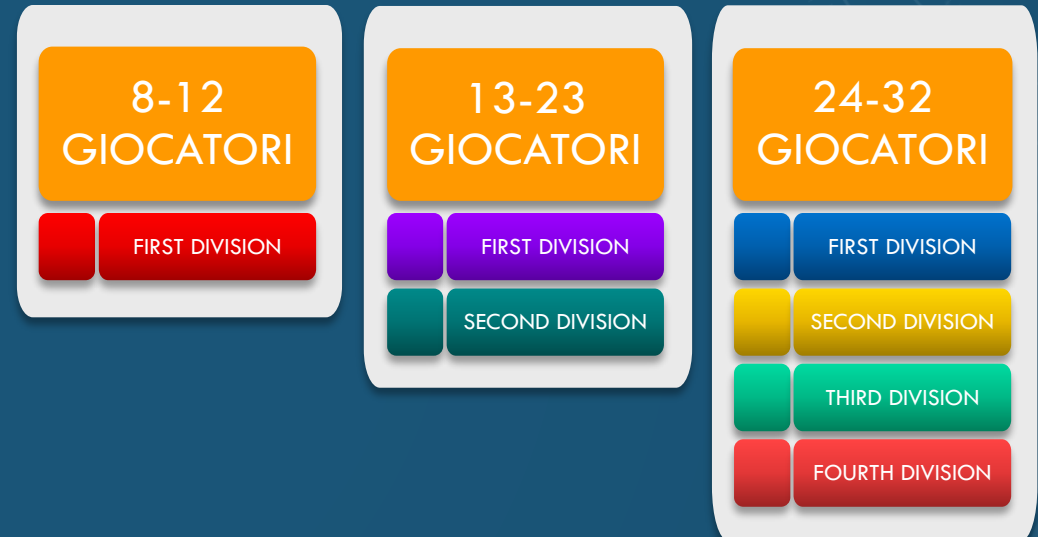 8-12
GIOCATORI
FIRST DIVISION
13-23
GIOCATORI
FIRST DIVISION
SECOND DIVISION
24-32
GIOCATORI
FIRST DIVISION
SECOND DIVISION
THIRD DIVISION
FOURTH DIVISION